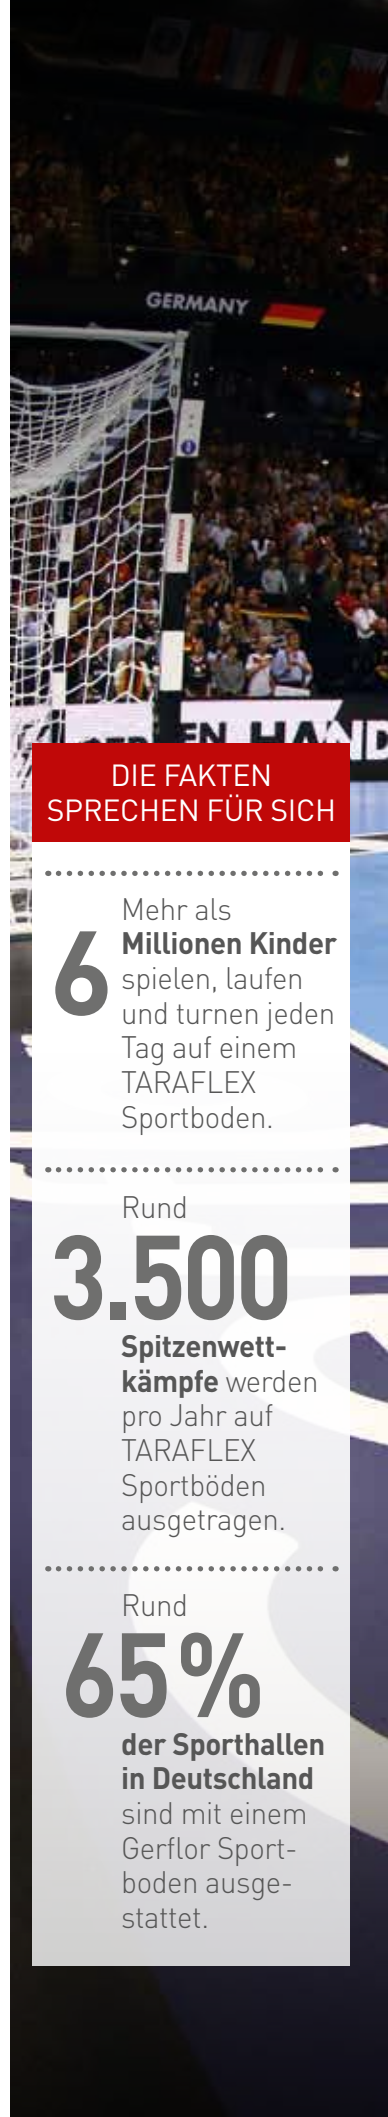 GERMANY
EN HAND
DIE FAKTEN
SPRECHEN FÜR SICH
Mehr als
6 Millionen Kinder
spielen, laufen
und turnen jeden
Tag auf einem
TARAFLEX
Sportboden.
Rund
3.500
Spitzenwett-
kämpfe werden
pro Jahr auf
TARAFLEX
Sportböden
ausgetragen.
Rund
65%
der Sporthallen
in Deutschland
sind mit einem
Gerflor Sport-
boden ausge-
stattet.